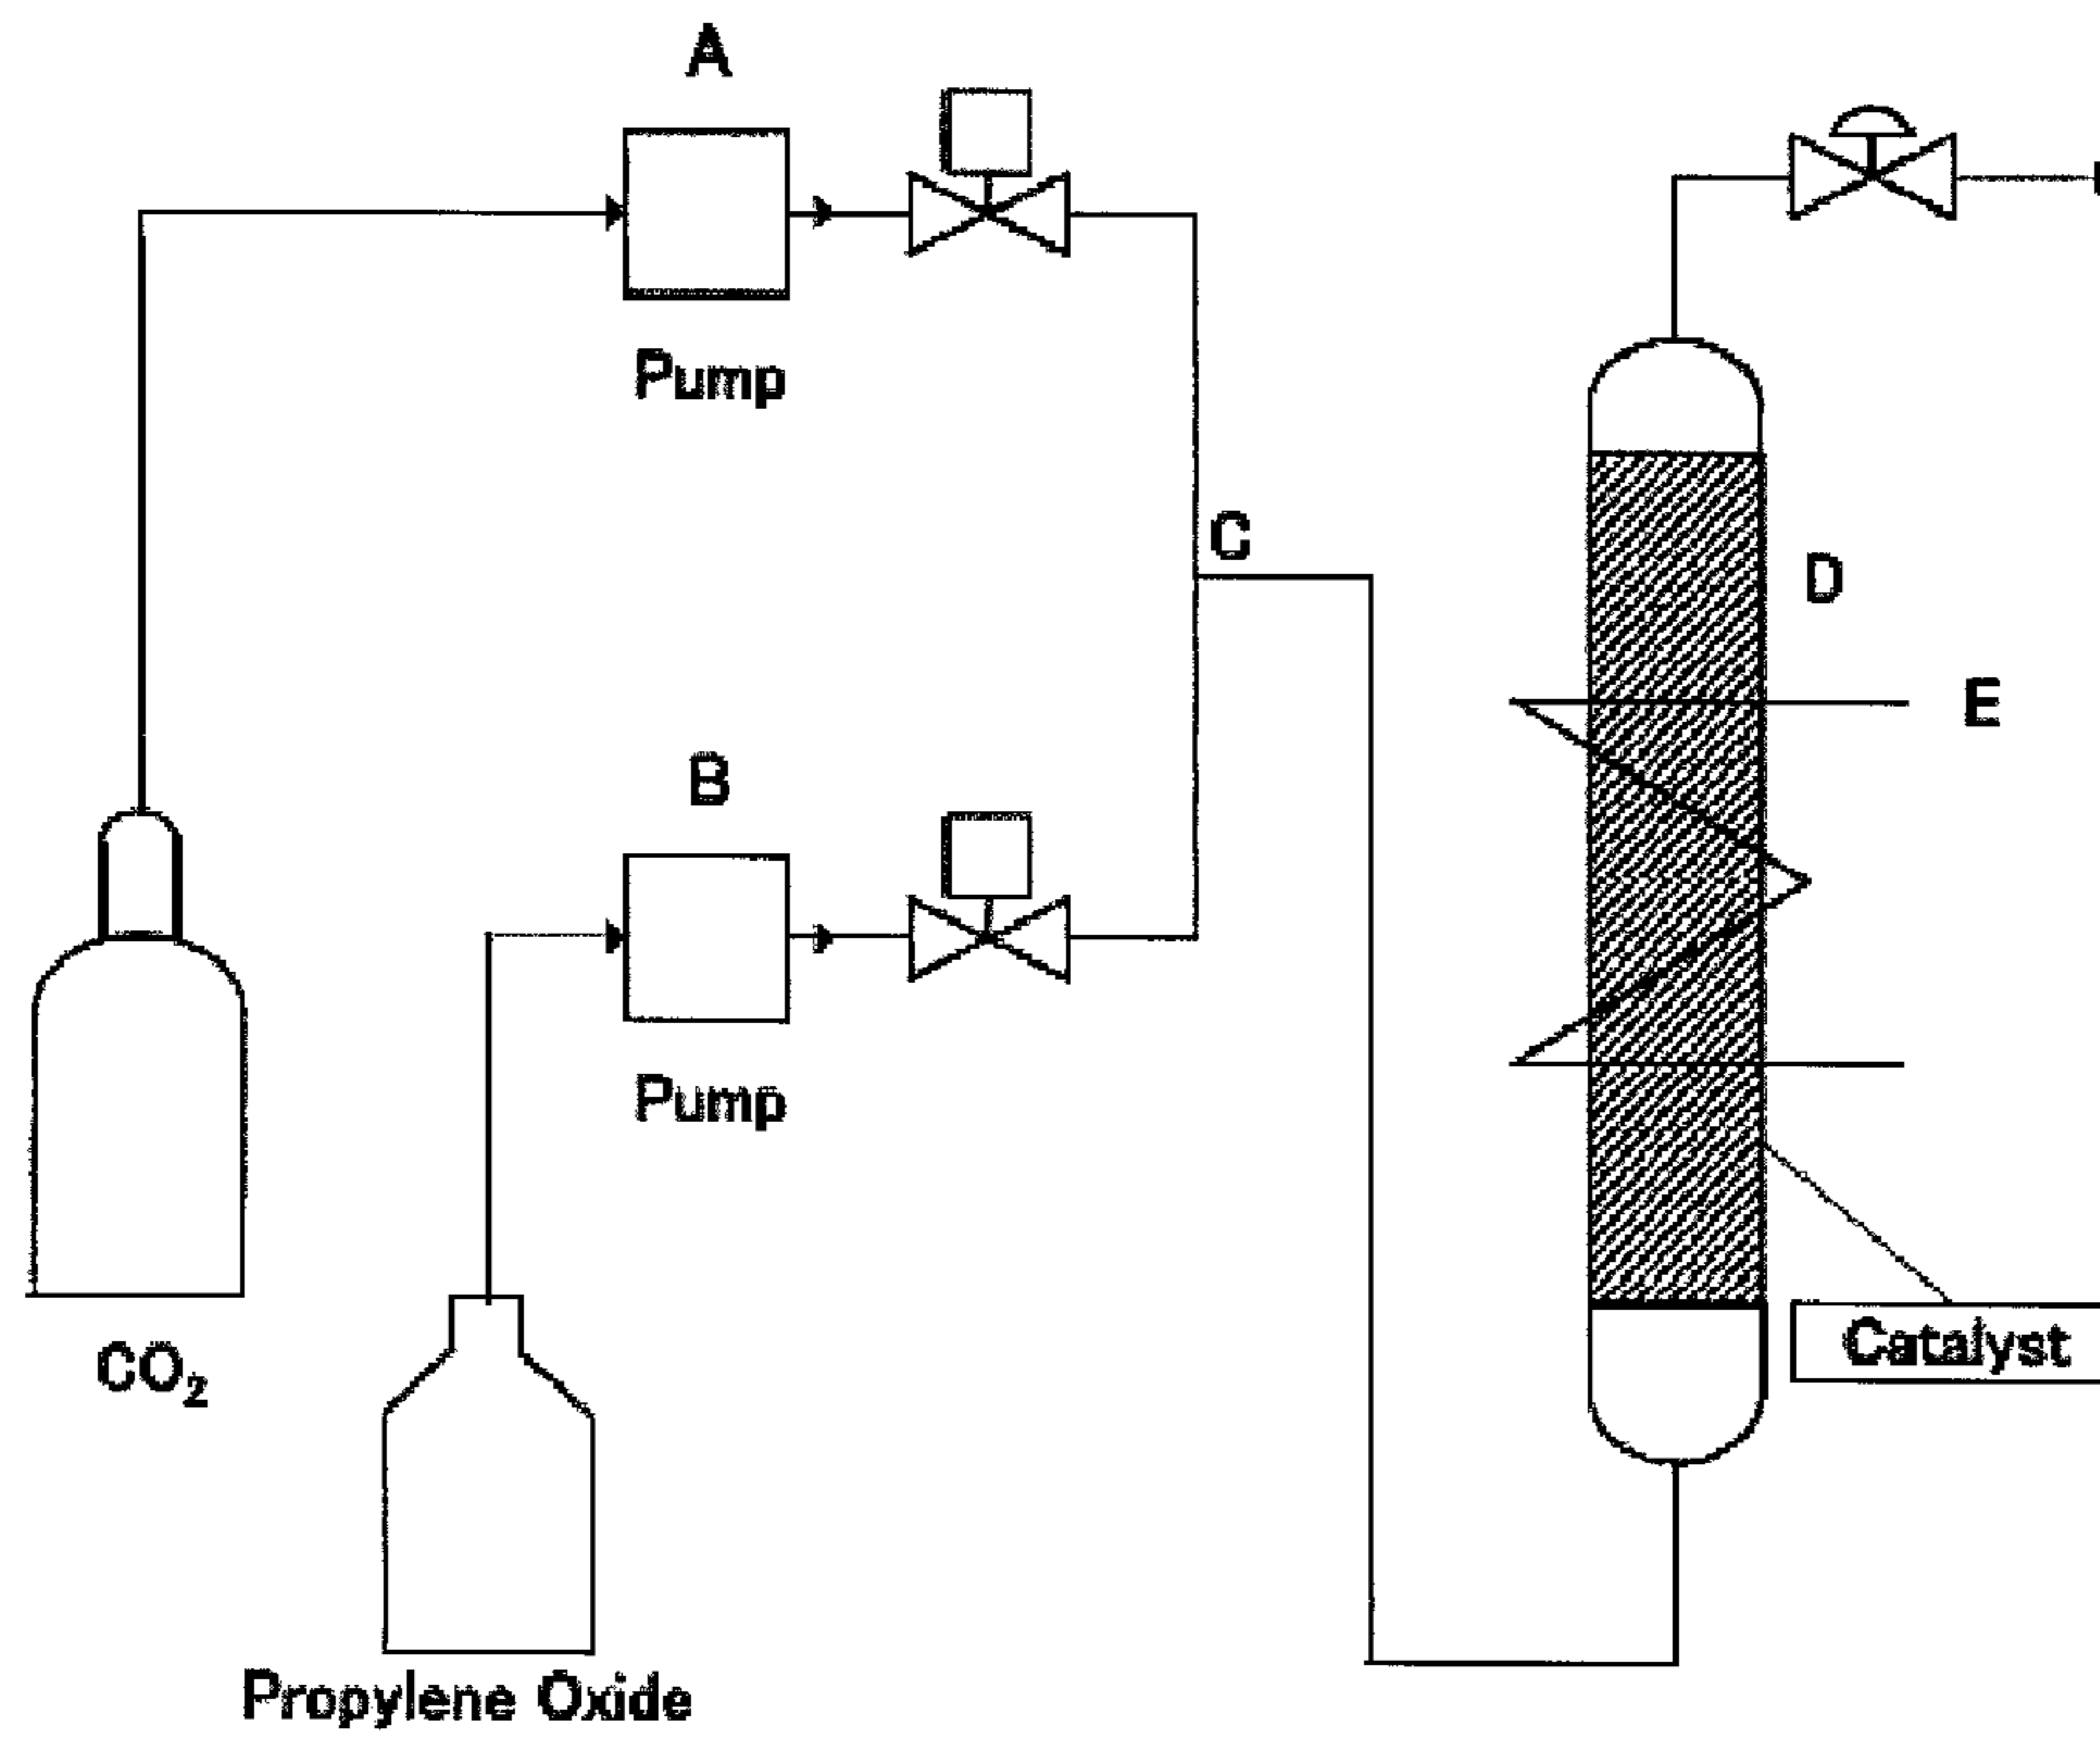 A
Pump
C
D
E
B
Pump
Catalyst
CO₂
Propylene Oxide